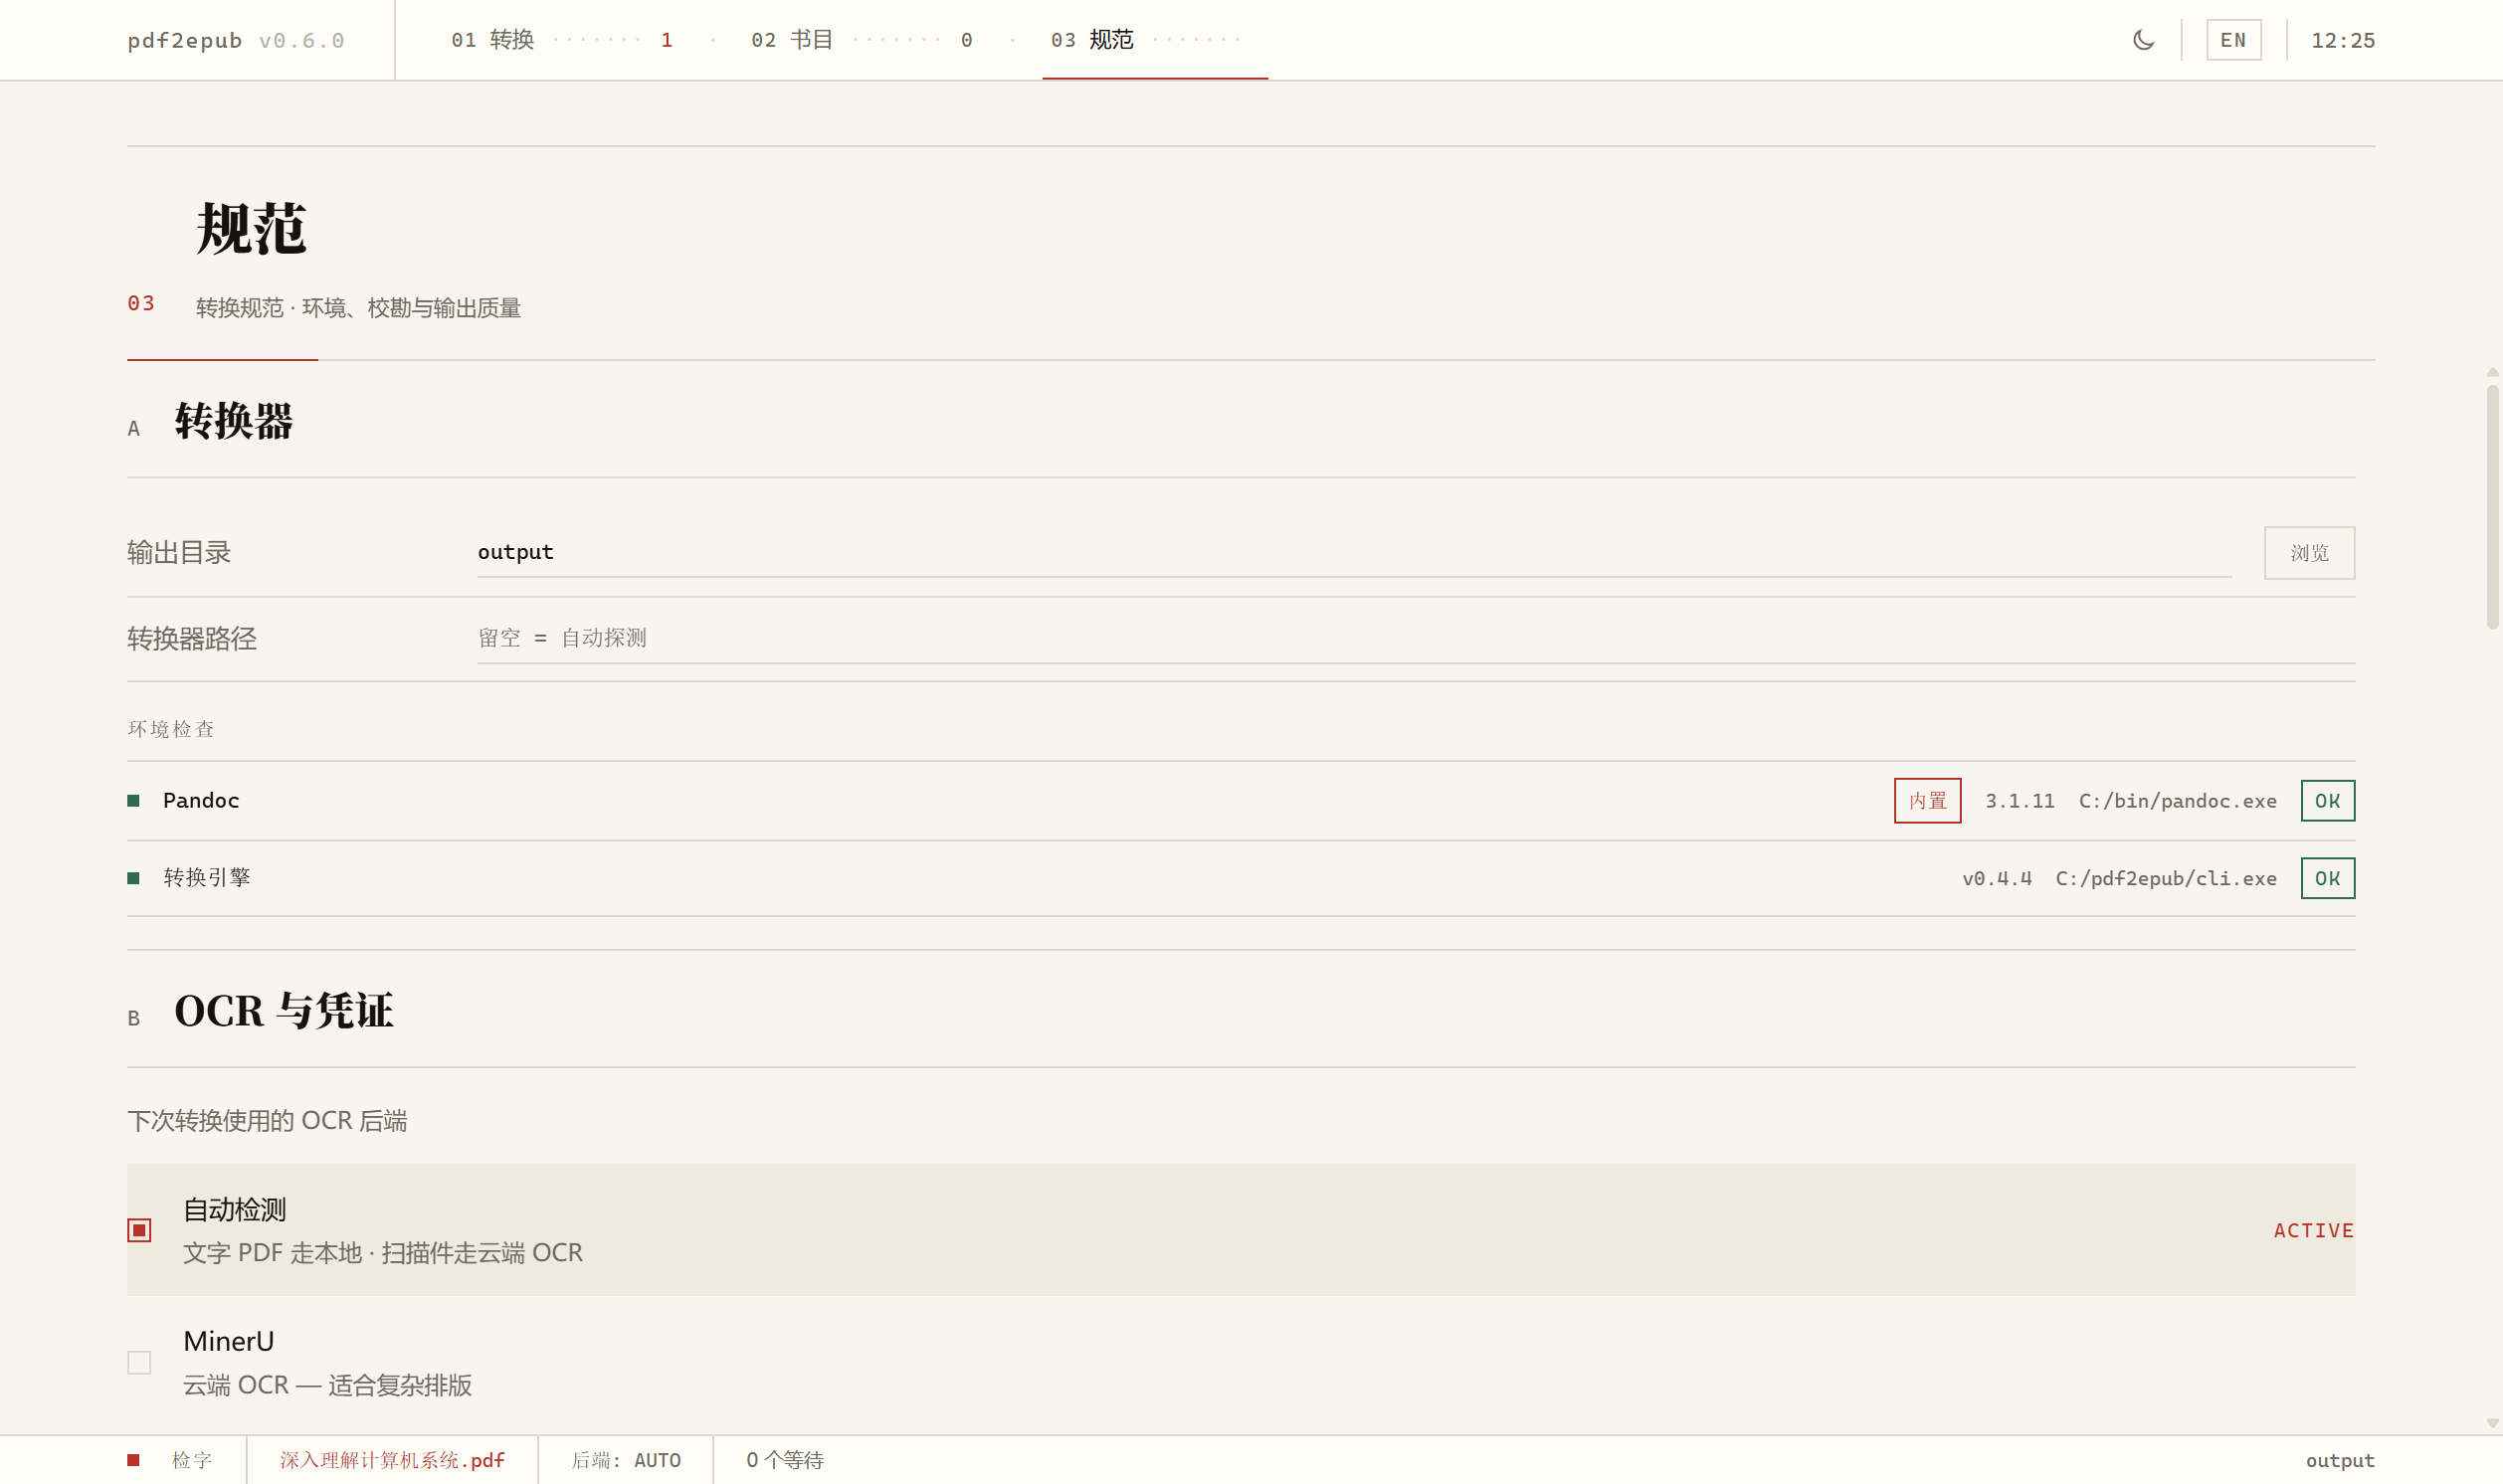 pdf2epub v0.6.0
01 转换 ······· 1 · 02 书目 ······· 0 · 03 规范 ·······
EN
12:25
规范
03 转换规范 · 环境、校勘与输出质量
A 转换器
输出目录 output 浏览
转换器路径 留空 = 自动探测
环境检查
Pandoc 内置 3.1.11 C:/bin/pandoc.exe OK
转换引擎 v0.4.4 C:/pdf2epub/cli.exe OK
B OCR 与凭证
下次转换使用的 OCR 后端
自动检测
文字 PDF 走本地 · 扫描件走云端 OCR
ACTIVE
MinerU
云端 OCR — 适合复杂排版
检字 深入理解计算机系统.pdf 后端: AUTO 0 个等待 output